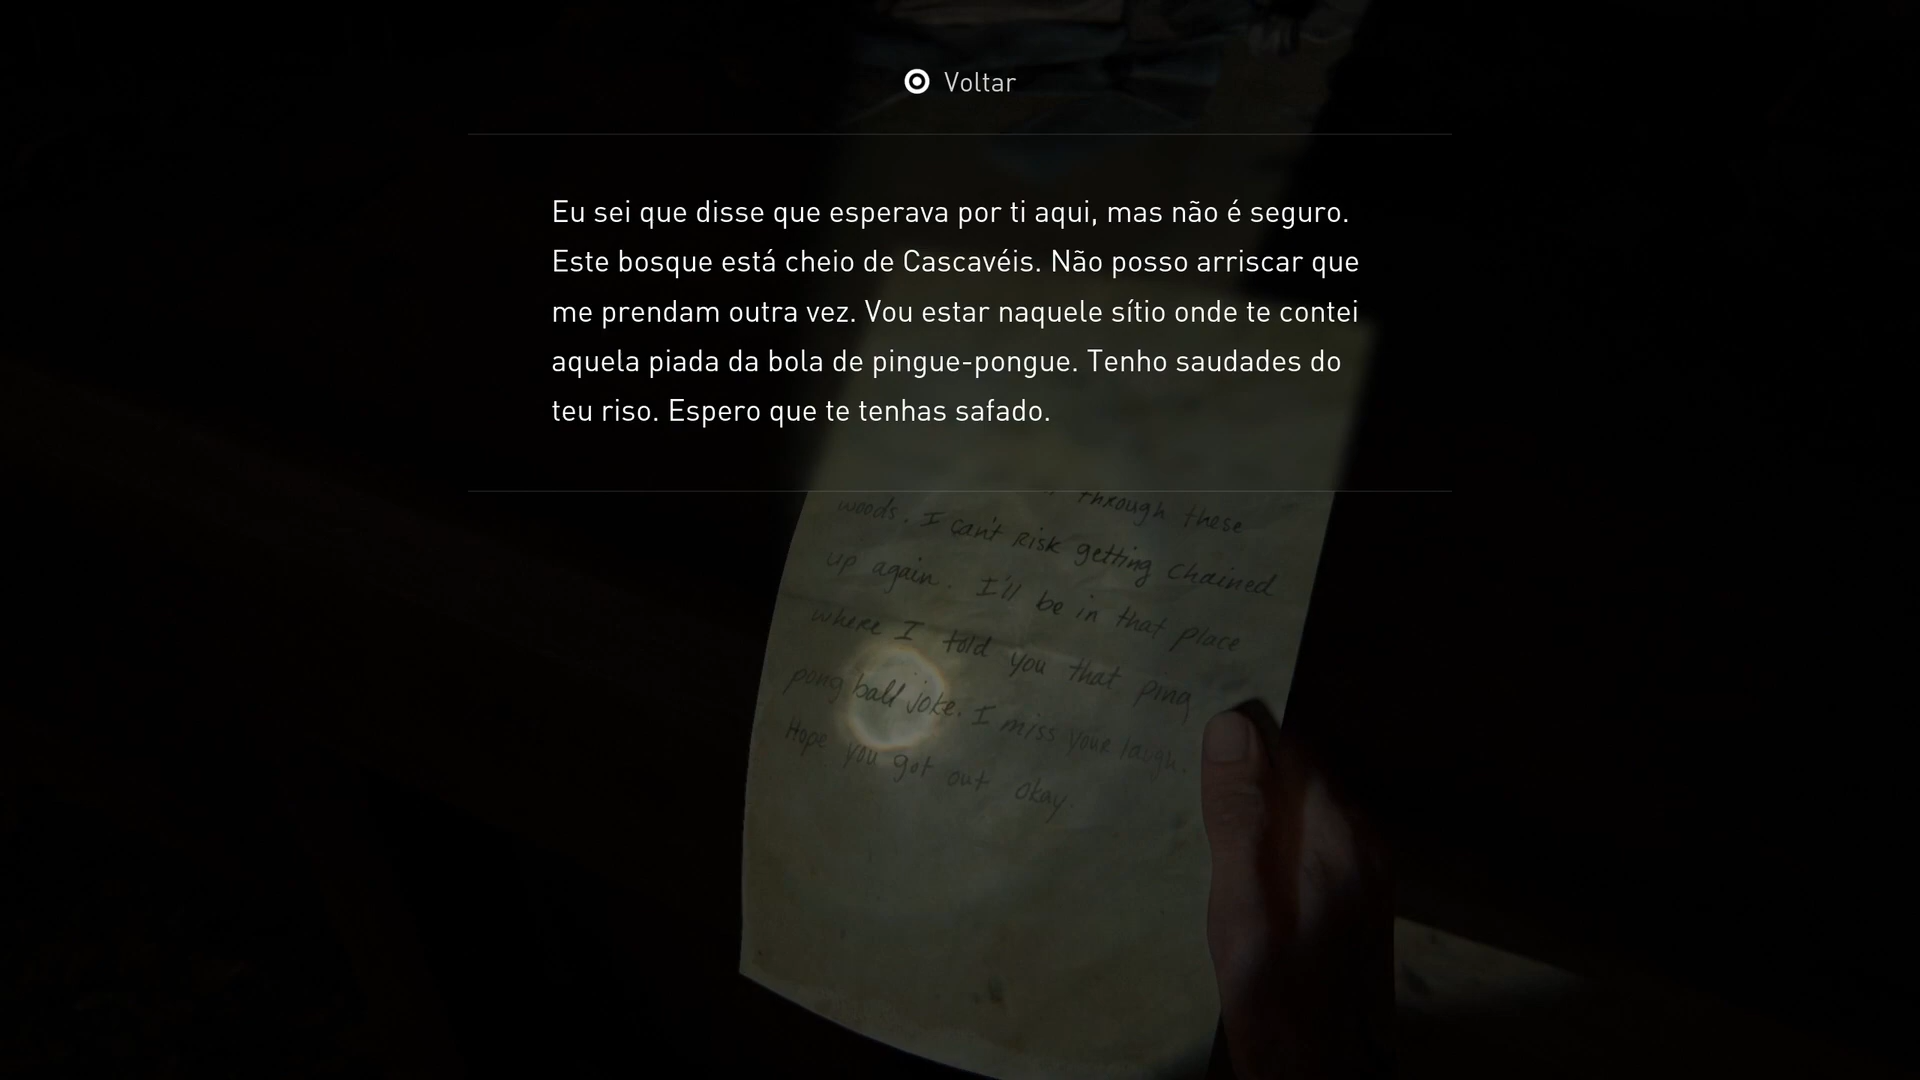 Voltar
Eu sei que disse que esperava por ti aqui, mas não é seguro.
Este bosque está cheio de Cascavéis. Não posso arriscar que
me prendam outra vez. Vou estar naquele sítio onde te contei
aquela piada da bola de pingue-pongue. Tenho saudades do
teu riso. Espero que te tenhas safado.
through these
woods. I can't risk getting chained
up again. I'll be in that place
where I told you that ping
pong ball joke. I miss your laugh.
Hope you got out okay.